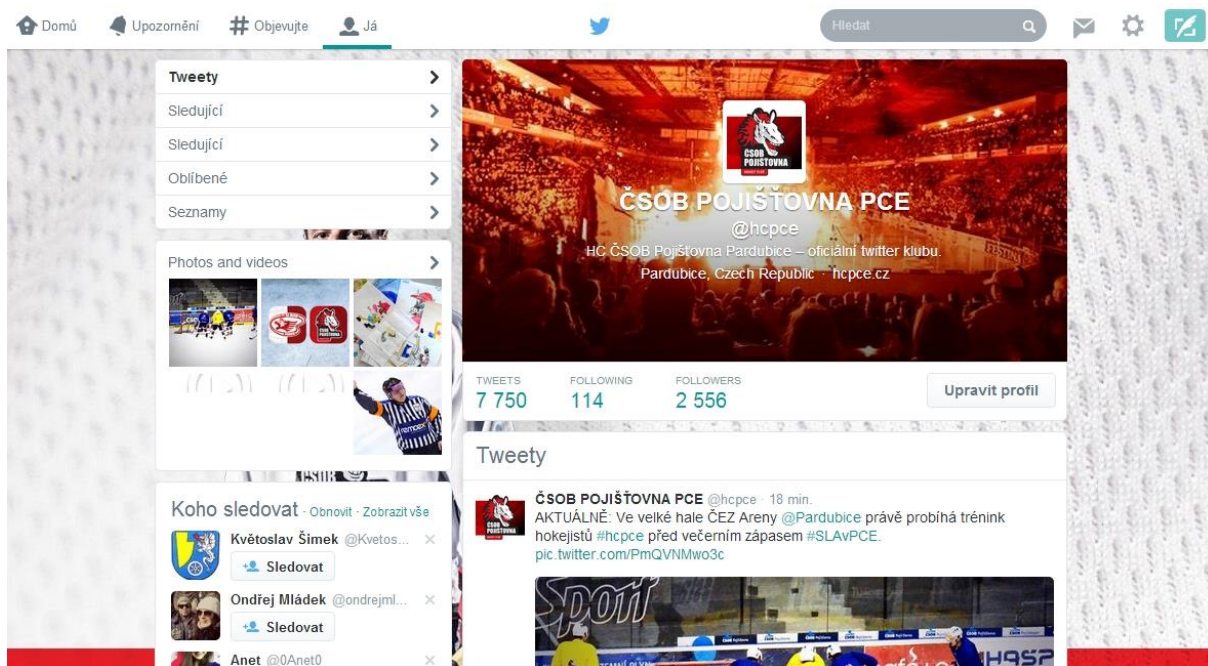 Domů Upozornění Objevujte Já Hledat
Tweety
Sledující
Sledující
Oblíbené
Seznamy
Photos and videos
ČSOB
POJIŠŤOVNA
ČSOB POJIŠŤOVNA PCE
@hcpce
HC ČSOB Pojišťovna Pardubice – oficiální twitter klubu.
Pardubice, Czech Republic · hcpce.cz
TWEETS FOLLOWING FOLLOWERS
7 750 114 2 556
Upravit profil
ČSOB
Koho sledovat · Obnovit · Zobrazit vše
Květoslav Šimek @Kvetos...
Sledovat
Ondřej Mládek @ondrejml...
Sledovat
Anet @0Anet0
Tweety
ČSOB POJIŠŤOVNA PCE @hcpce · 18 min.
AKTUÁLNĚ: Ve velké hale ČEZ Areny @Pardubice právě probíhá trénink
hokejistů #hcpce před večerním zápasem #SLAvPCE.
pic.twitter.com/PmQVNMwo3c
Sport